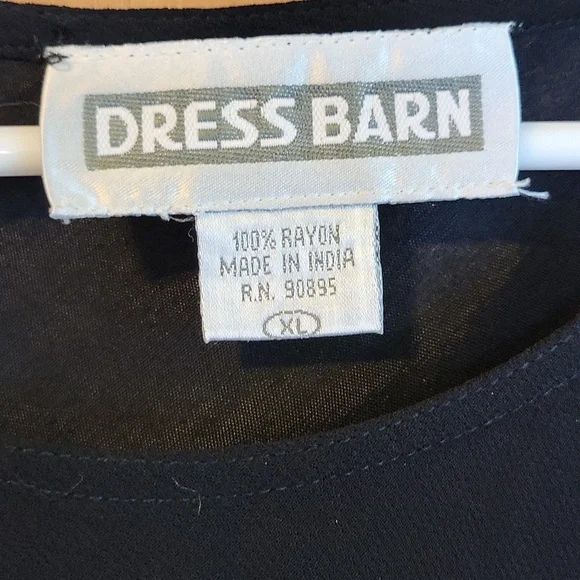 DRESS BARN
100% RAYON
MADE IN INDIA
R.N. 90895
XL